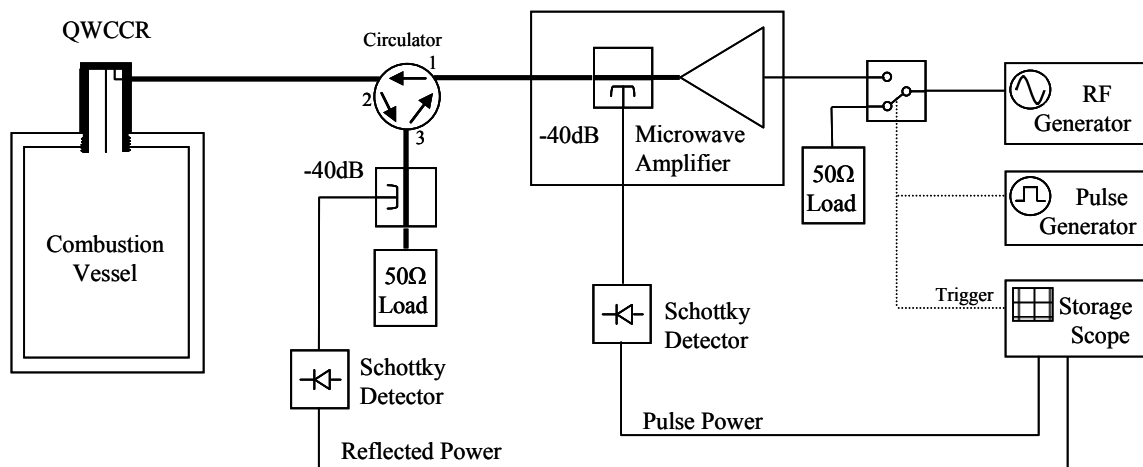 QWCCR
Circulator
1
2
3
-40dB
Microwave
Amplifier
RF
Generator
50Ω
Load
Pulse
Generator
-40dB
Combustion
Vessel
50Ω
Load
Trigger
Storage
Scope
Schottky
Detector
Schottky
Detector
Pulse Power
Reflected Power